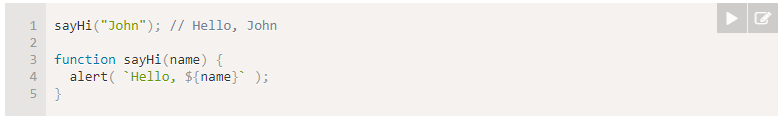 1 sayHi("John"); // Hello, John
2
3 function sayHi(name) {
4   alert( `Hello, ${name}` );
5 }